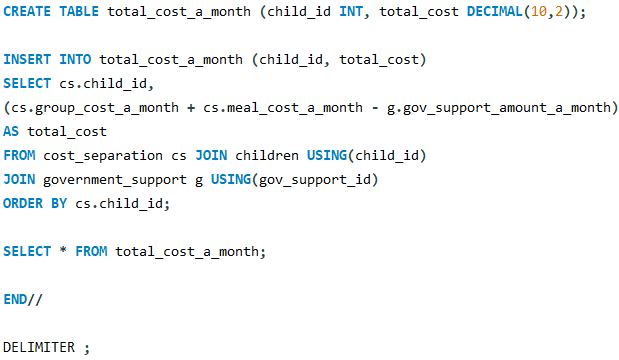 CREATE TABLE total_cost_a_month (child_id INT, total_cost DECIMAL(10,2));
INSERT INTO total_cost_a_month (child_id, total_cost)
SELECT cs.child_id,
(cs.group_cost_a_month + cs.meal_cost_a_month - g.gov_support_amount_a_month)
AS total_cost
FROM cost_separation cs JOIN children USING(child_id)
JOIN government_support g USING(gov_support_id)
ORDER BY cs.child_id;
SELECT * FROM total_cost_a_month;
END//
DELIMITER ;